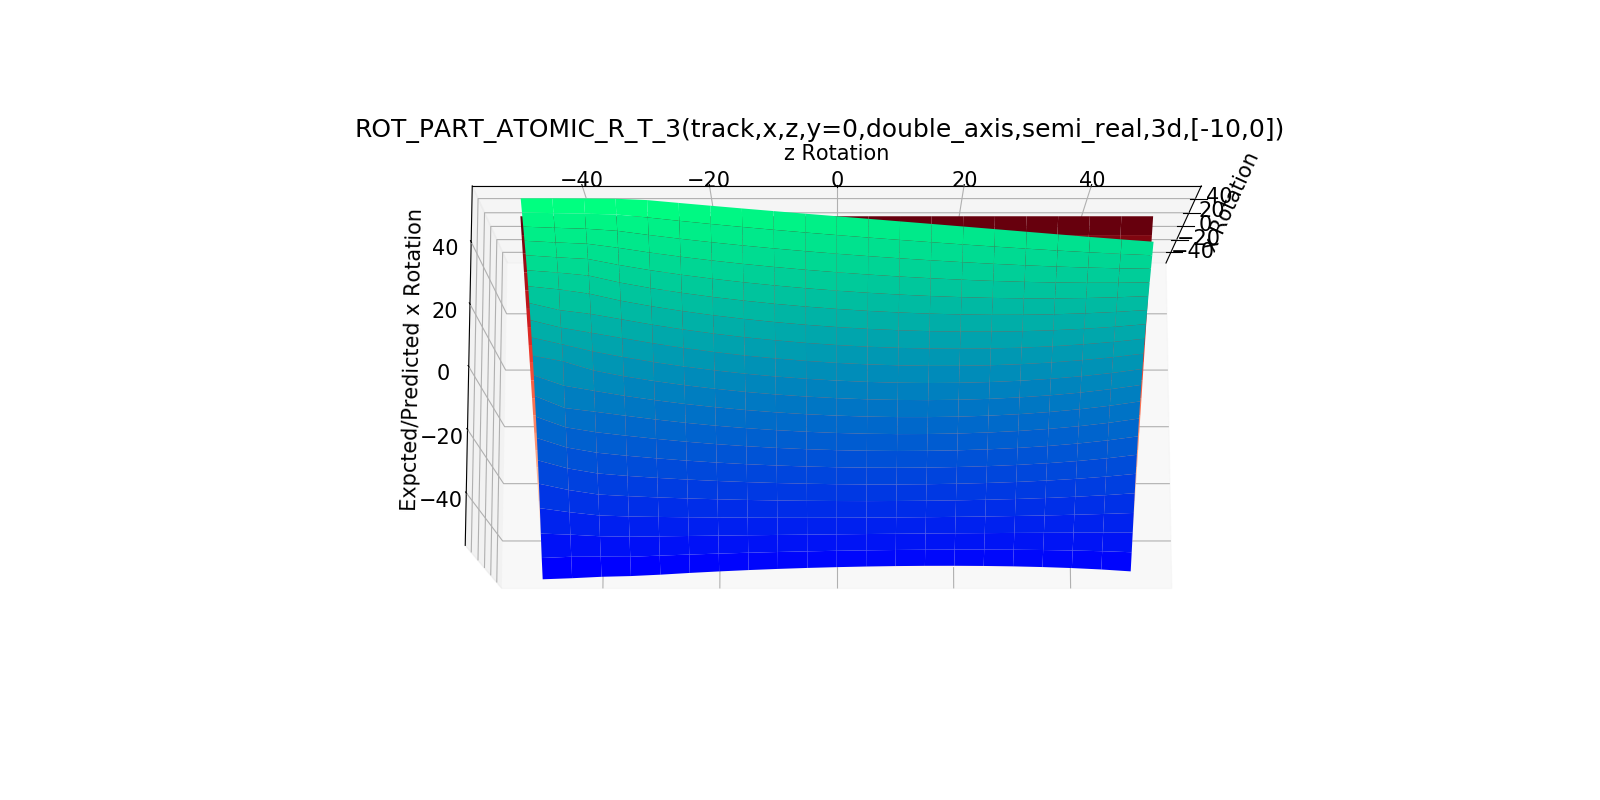 ROT_PART_ATOMIC_R_T_3(track,x,z,y=0,double_axis,semi_real,3d,[-10,0])
z Rotation
−40 −20 0 20 40
40
20
0
−20
−40
x Rotation
Expcted/Predicted x Rotation
40
20
0
−20
−40